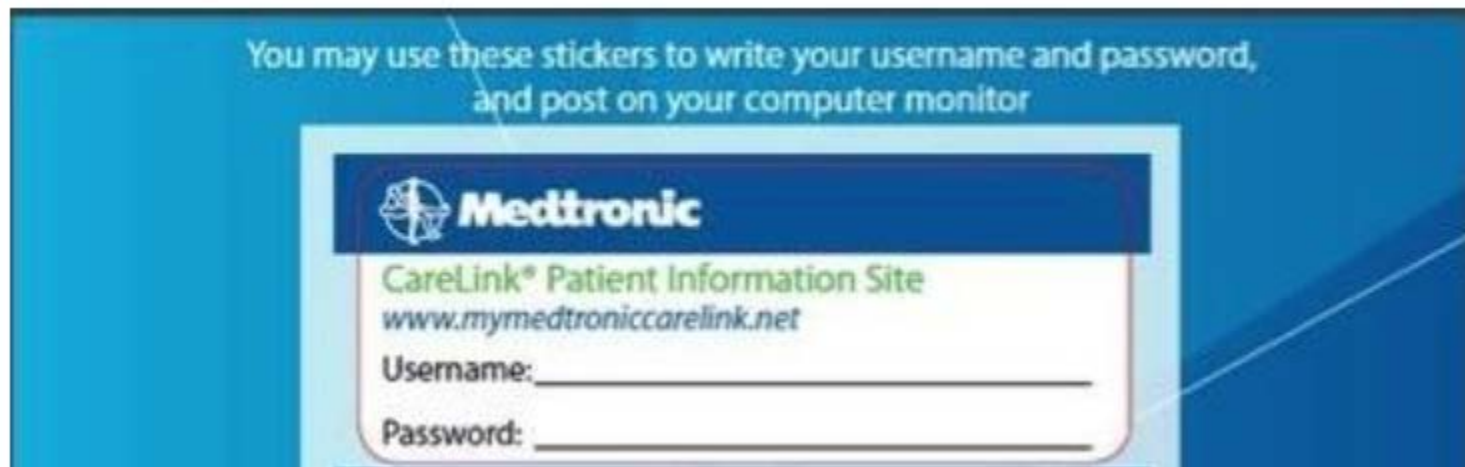 You may use these stickers to write your username and password,
and post on your computer monitor
Medtronic
CareLink® Patient Information Site
www.mymedtroniccarelink.net
Username:
Password: